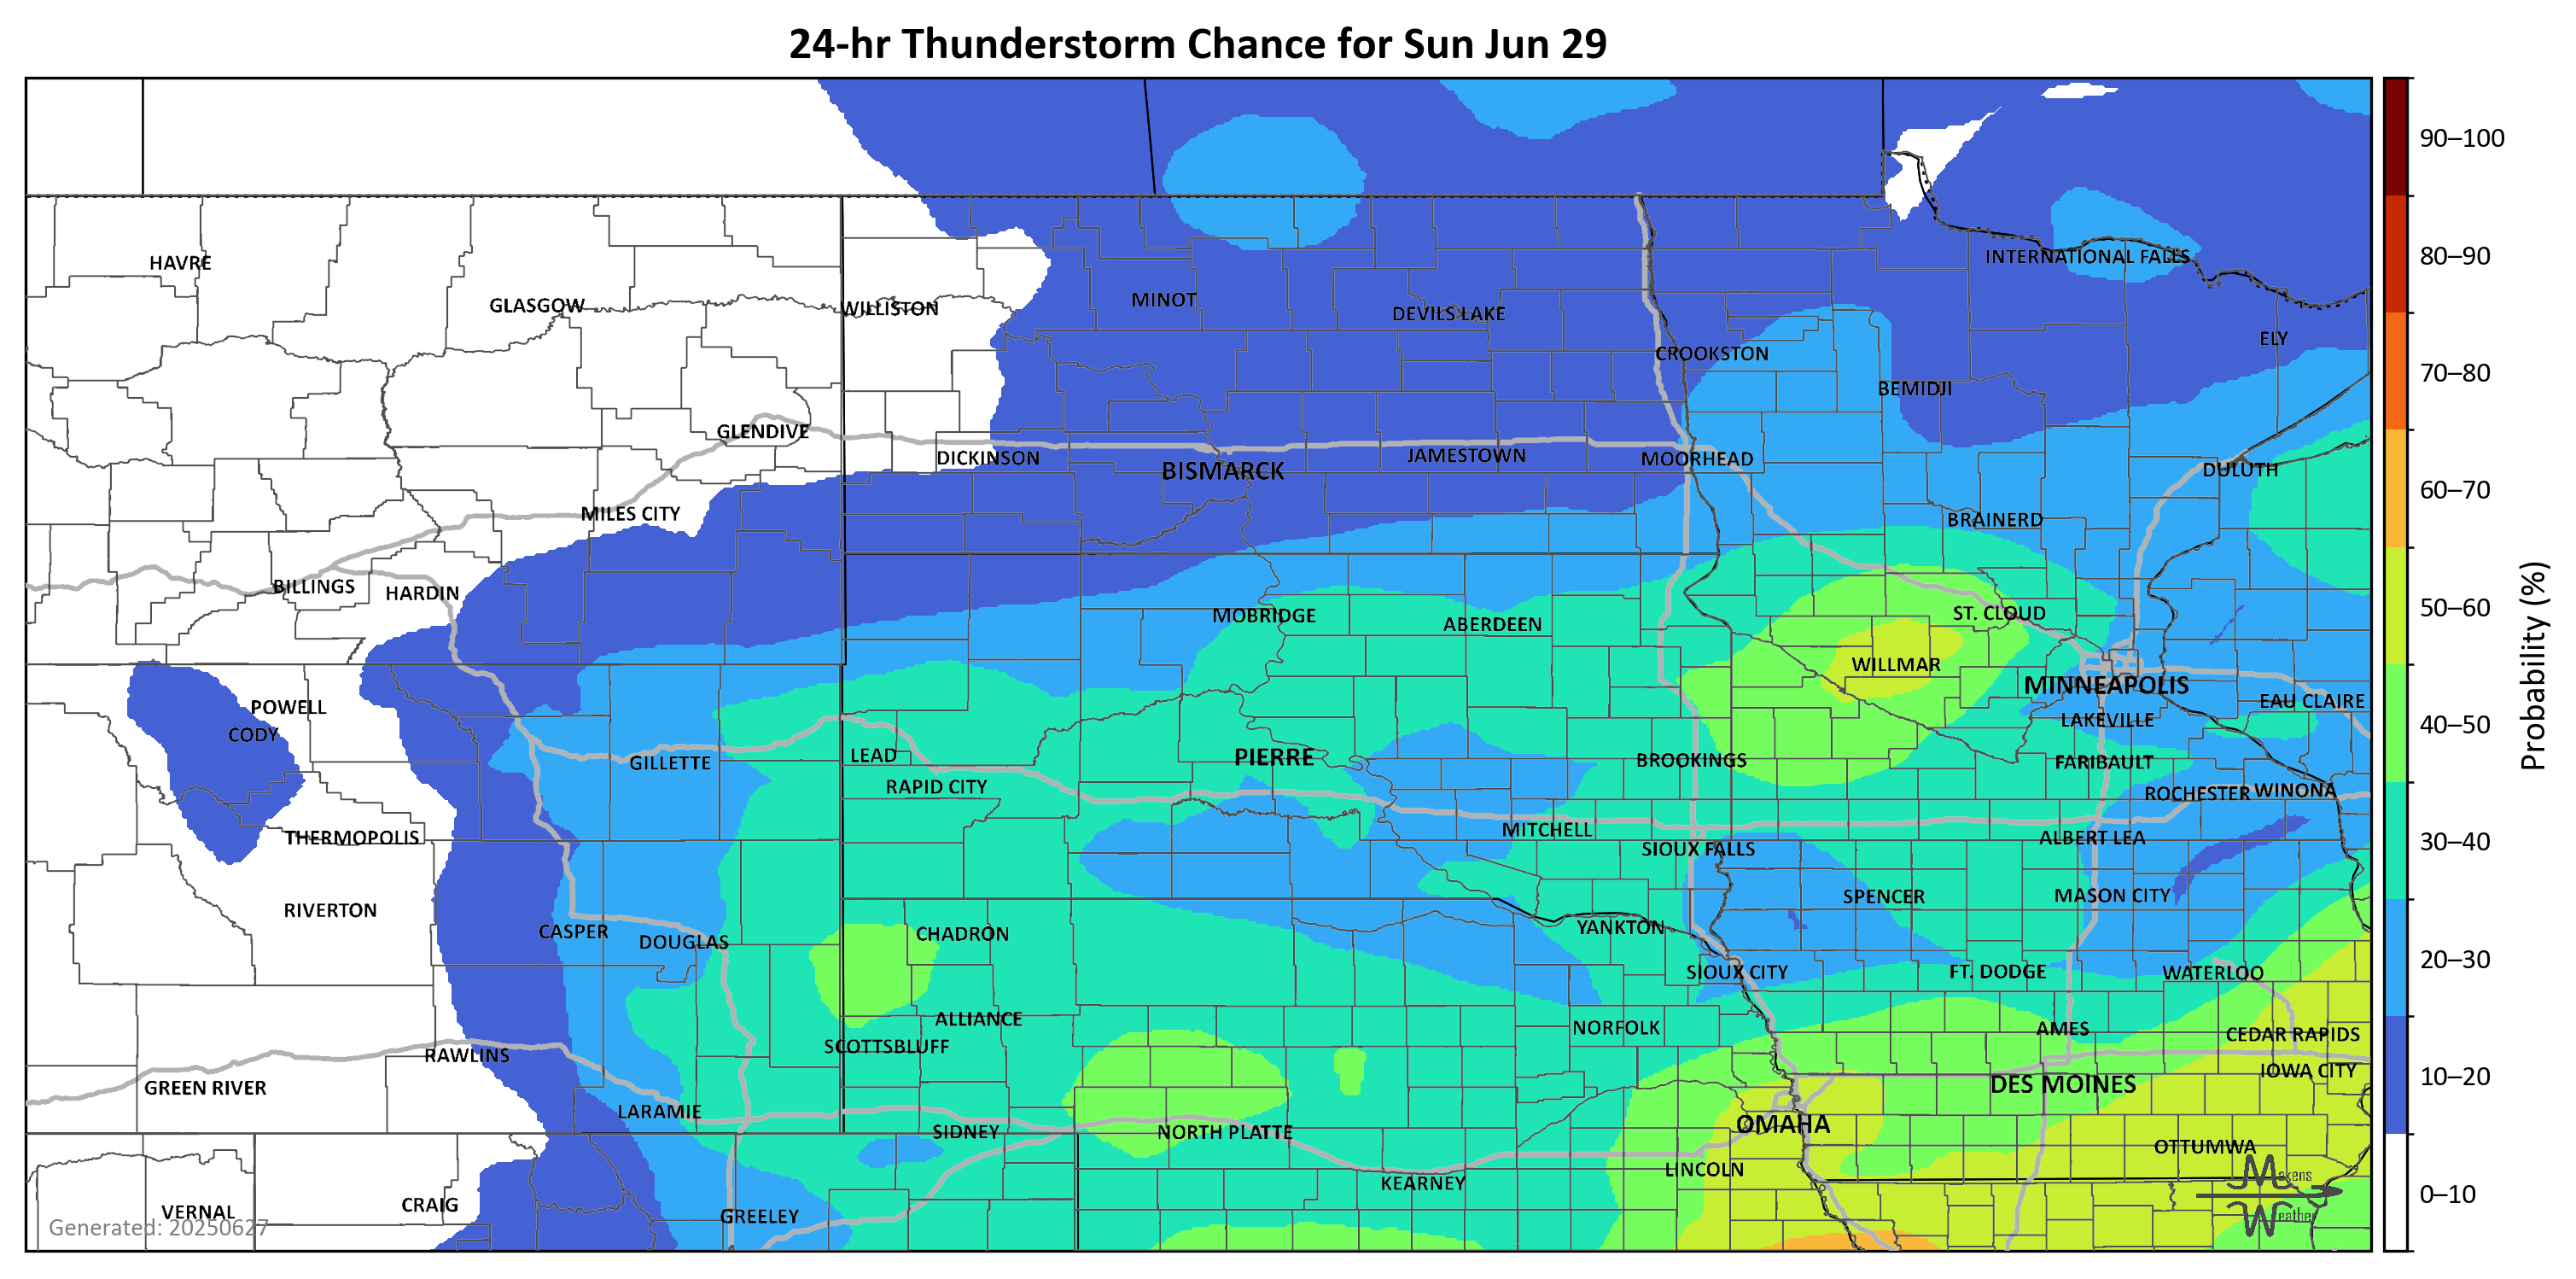 24-hr Thunderstorm Chance for Sun Jun 29
90–100
HAVRE
INTERNATIONAL FALLS
80–90
GLASGOW
WILLISTON
MINOT
DEVILS LAKE
ELY
CROOKSTON
70–80
BEMIDJI
GLENDIVE
DICKINSON
BISMARCK
JAMESTOWN
MOORHEAD
DULUTH
60–70
MILES CITY
BRAINERD
BILLINGS
HARDIN
MOBRIDGE
ABERDEEN
ST. CLOUD
50–60
WILLMAR
Probability (%)
MINNEAPOLIS
POWELL
EAU CLAIRE
CODY
LAKEVILLE
40–50
GILLETTE
LEAD
PIERRE
BROOKINGS
FARIBAULT
RAPID CITY
ROCHESTER
WINONA
THERMOPOLIS
MITCHELL
ALBERT LEA
30–40
SIOUX FALLS
RIVERTON
SPENCER
MASON CITY
CASPER
DOUGLAS
CHADRON
YANKTON
SIOUX CITY
FT. DODGE
WATERLOO
20–30
ALLIANCE
NORFOLK
AMES
CEDAR RAPIDS
SCOTTSBLUFF
RAWLINS
GREEN RIVER
DES MOINES
IOWA CITY
10–20
LARAMIE
SIDNEY
NORTH PLATTE
OMAHA
OTTUMWA
LINCOLN
KEARNEY
Makens
Weather
0–10
VERNAL
CRAIG
GREELEY
Generated: 20250627